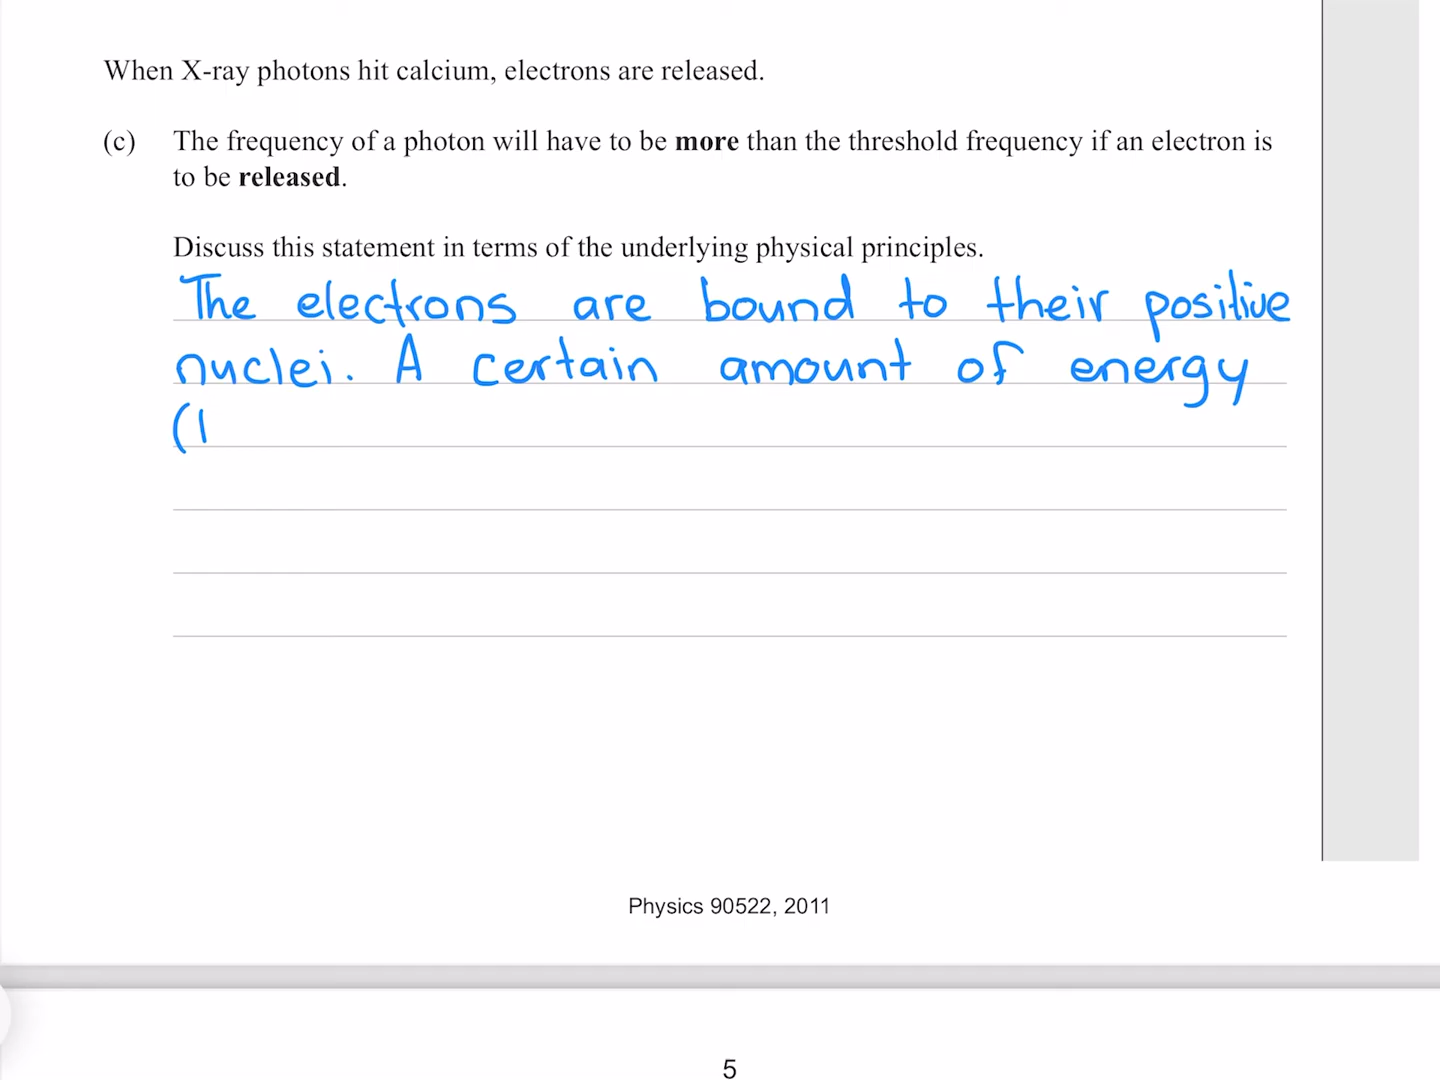 When X-ray photons hit calcium, electrons are released.
(c) The frequency of a photon will have to be more than the threshold frequency if an electron is
to be released.
Discuss this statement in terms of the underlying physical principles.
The electrons are bound to their positive
nuclei. A certain amount of energy
(
Physics 90522, 2011
5